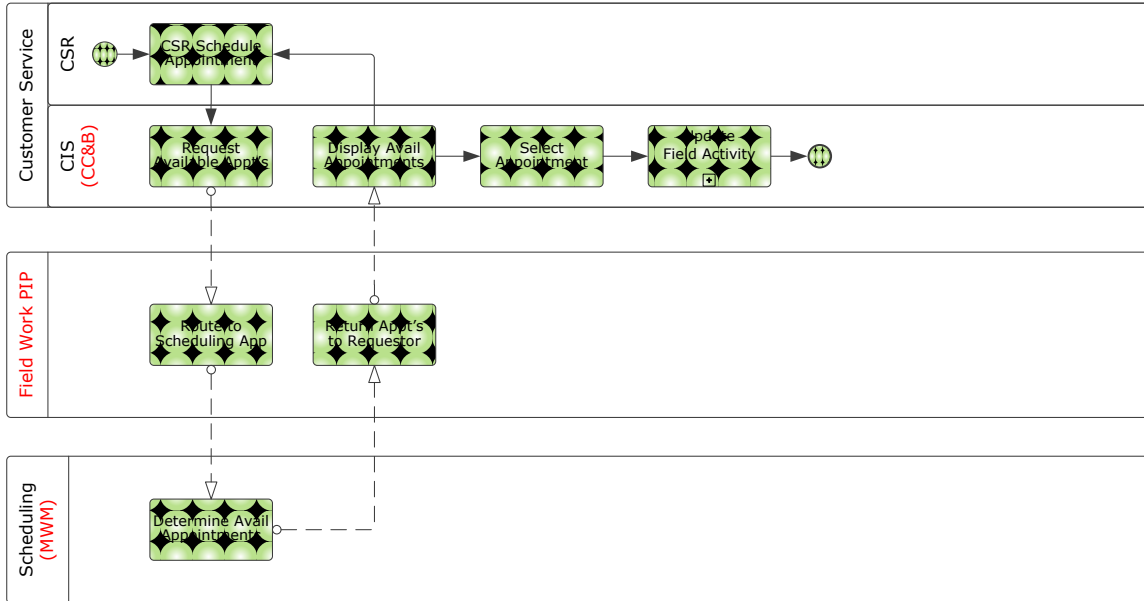 Customer Service
CSR
CSR Schedule
Appointment
CIS
(CC&B)
Request
Available Appt's
Display Avail
Appointments
Select
Appointment
Update
Field Activity
Field Work PIP
Route to
Scheduling App
Return Appt's
to Requestor
Scheduling
(MWM)
Determine Avail
Appointments